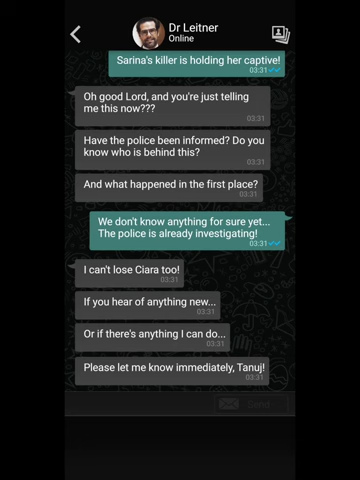 Dr Leitner
Online
Sarina's killer is holding her captive!
03:31
Oh good Lord, and you're just telling
me this now???
03:31
Have the police been informed? Do you
know who is behind this?
03:31
And what happened in the first place?
03:31
We don't know anything for sure yet...
The police is already investigating!
03:31
I can't lose Ciara too!
03:31
If you hear of anything new...
03:31
Or if there's anything I can do...
03:31
Please let me know immediately, Tanuj!
03:31
Send